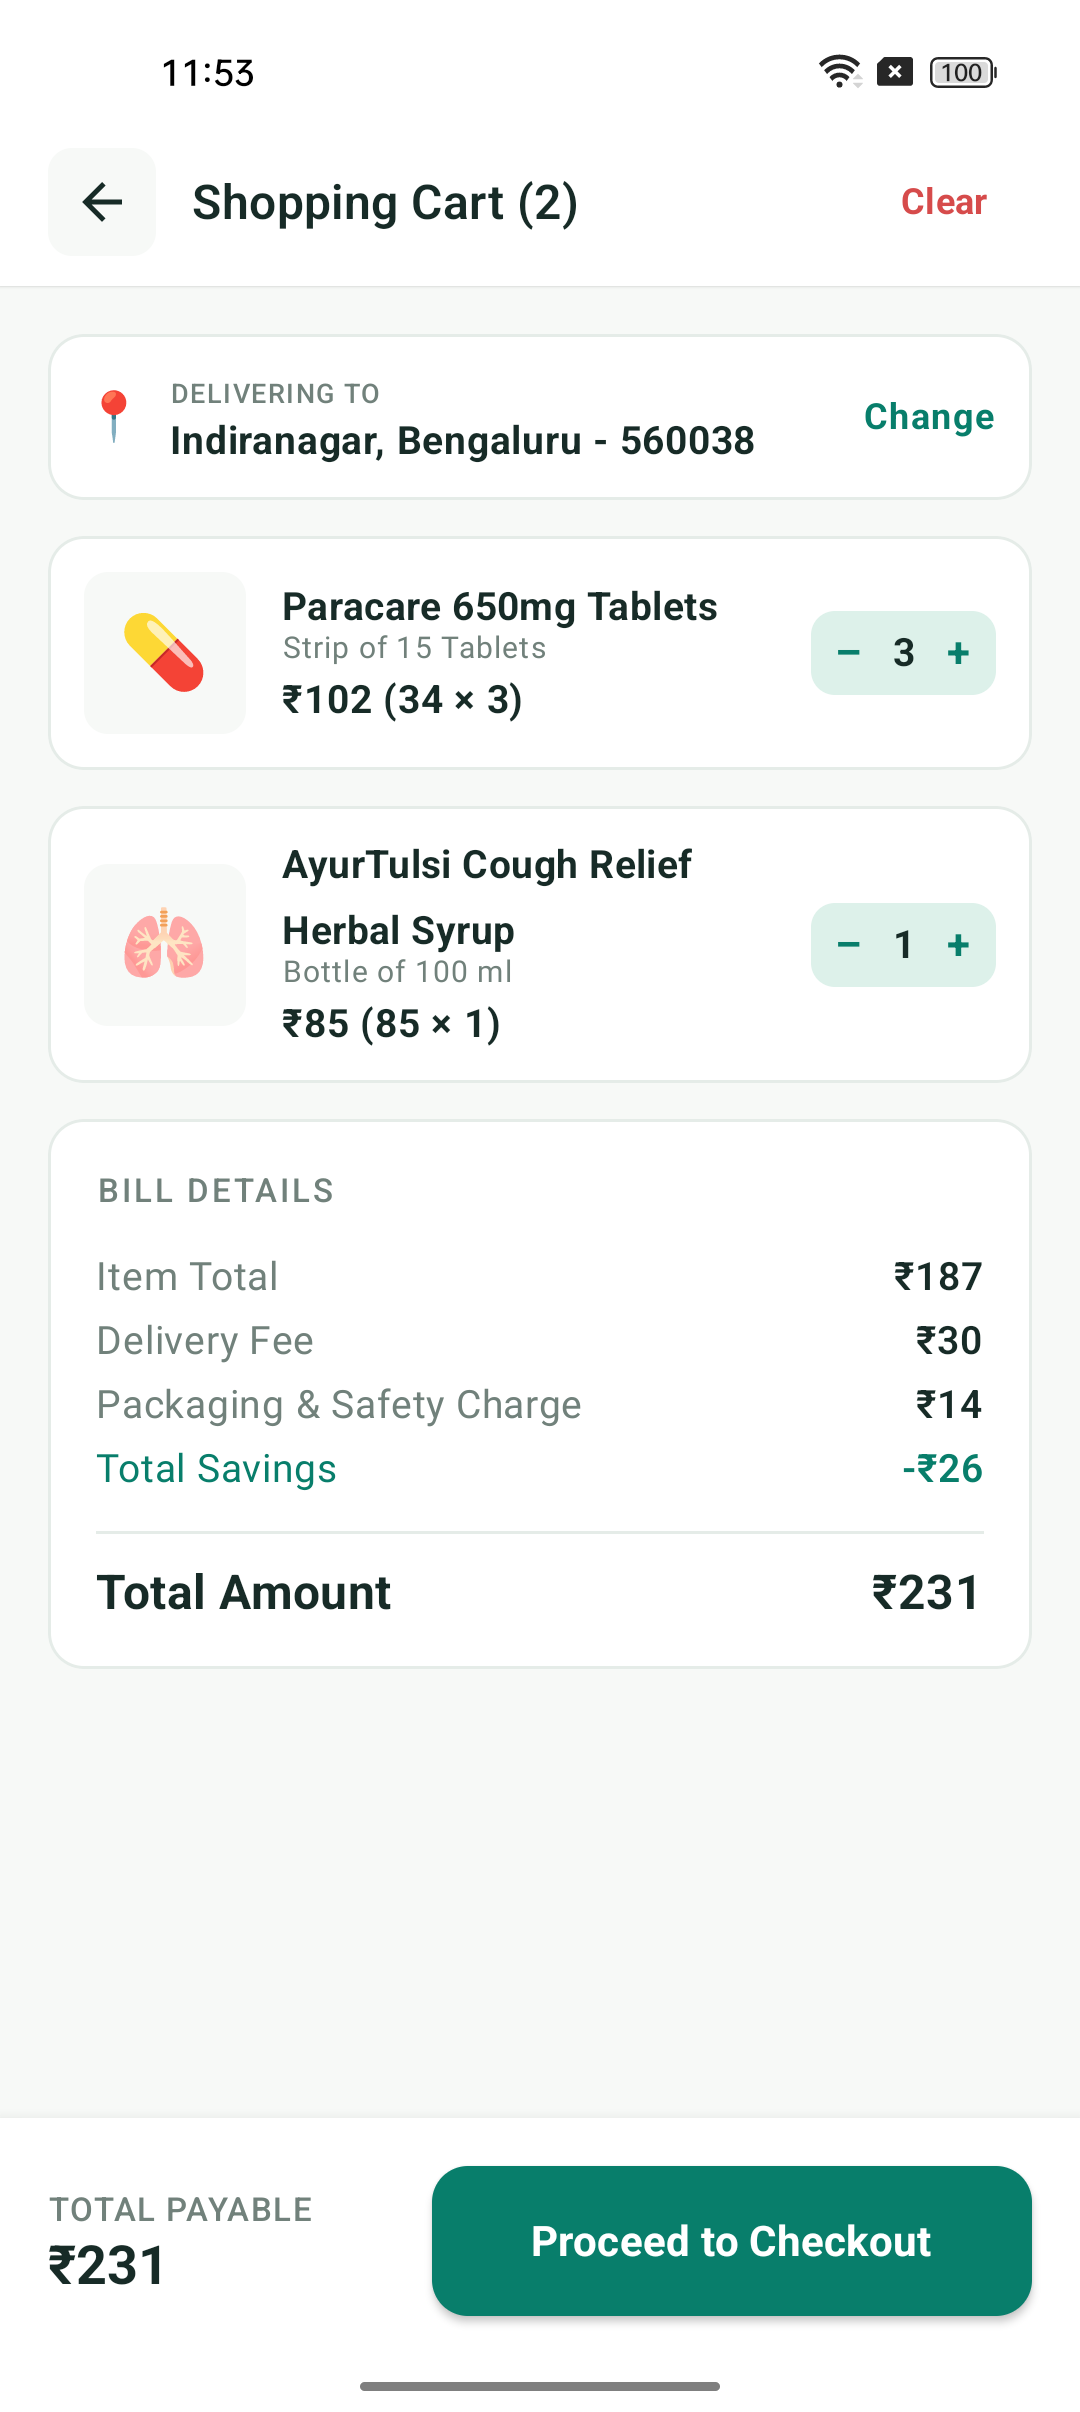 11:53
100
Shopping Cart (2)
Clear
DELIVERING TO
Indiranagar, Bengaluru - 560038
Change
Paracare 650mg Tablets
Strip of 15 Tablets
₹102 (34 × 3)
− 3 +
AyurTulsi Cough Relief
Herbal Syrup
Bottle of 100 ml
₹85 (85 × 1)
− 1 +
BILL DETAILS
Item Total ₹187
Delivery Fee ₹30
Packaging & Safety Charge ₹14
Total Savings -₹26
Total Amount ₹231
TOTAL PAYABLE
₹231
Proceed to Checkout